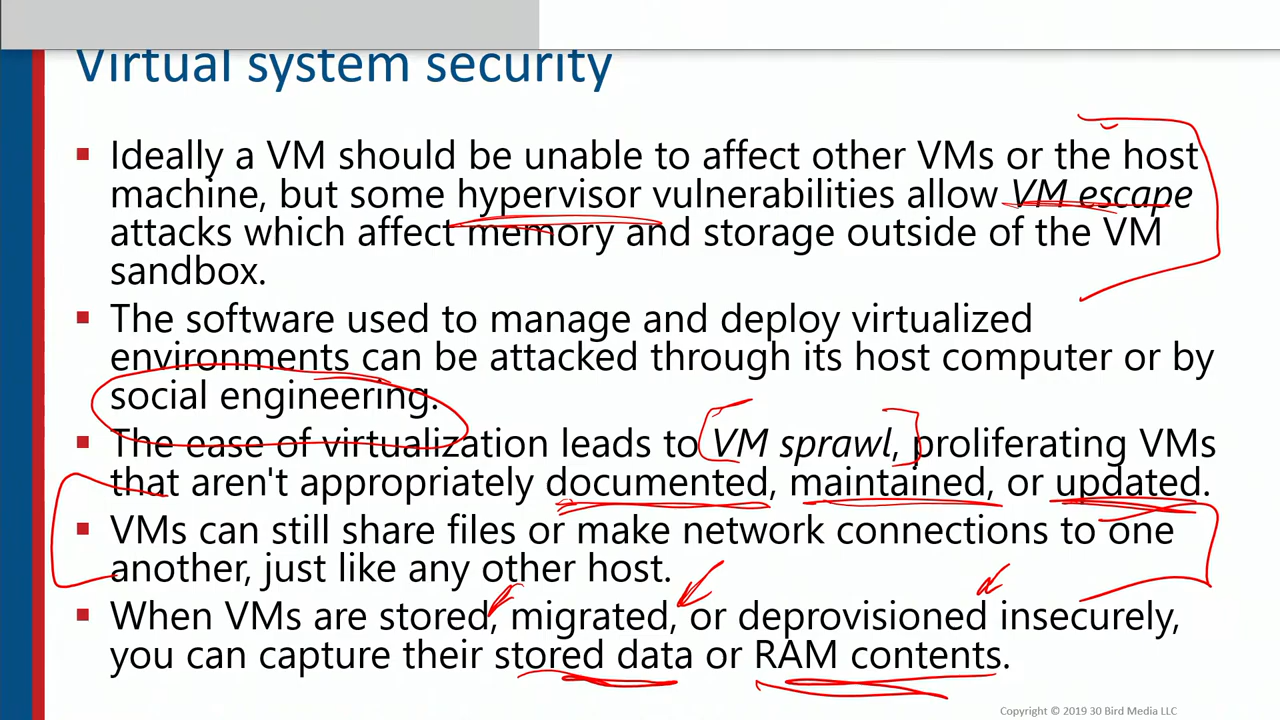 Virtual system security
▪ Ideally a VM should be unable to affect other VMs or the host
machine, but some hypervisor vulnerabilities allow VM escape
attacks which affect memory and storage outside of the VM
sandbox.
▪ The software used to manage and deploy virtualized
environments can be attacked through its host computer or by
social engineering.
▪ The ease of virtualization leads to VM sprawl, proliferating VMs
that aren't appropriately documented, maintained, or updated.
▪ VMs can still share files or make network connections to one
another, just like any other host.
▪ When VMs are stored, migrated, or deprovisioned insecurely,
you can capture their stored data or RAM contents.
Copyright © 2019 30 Bird Media LLC